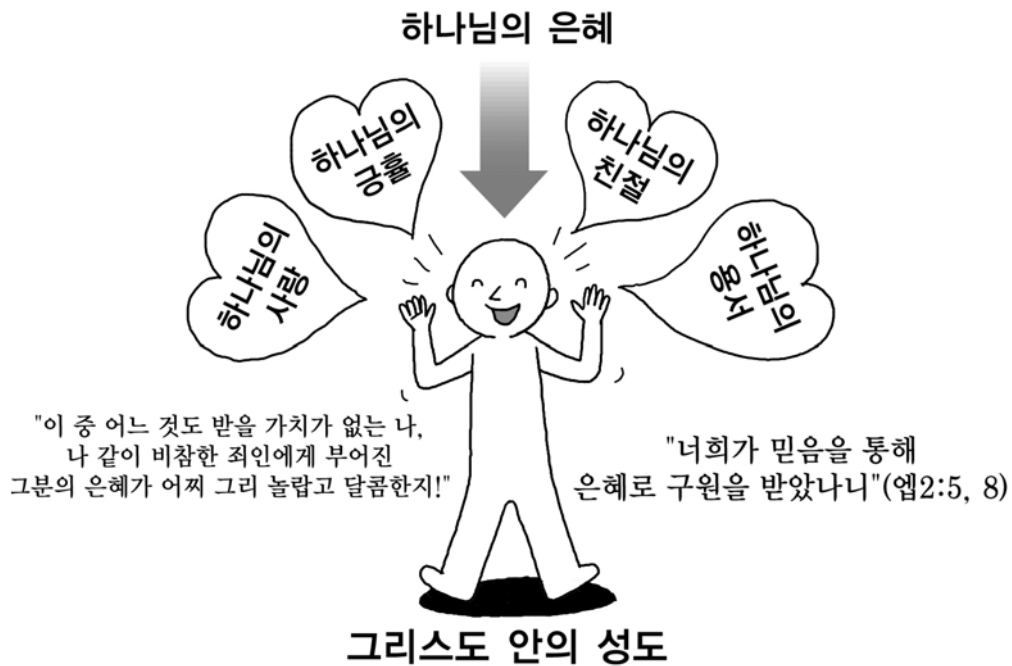 하나님의 은혜
하나님의
긍휼
하나님의
친절
하나님의
사랑
하나님의
용서
"이 중 어느 것도 받을 가치가 없는 나,
나 같이 비참한 죄인에게 부어진
그분의 은혜가 어찌 그리 놀랍고 달콤한지!"
"너희가 믿음을 통해
은혜로 구원을 받았나니"(엡2:5, 8)
그리스도 안의 성도